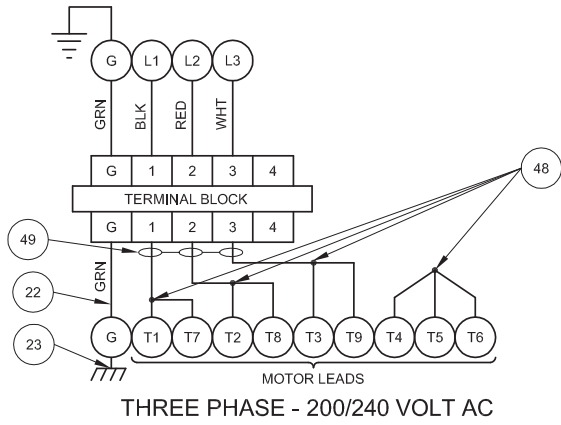 G L1 L2 L3
GRN BLK RED WHT
G 1 2 3 4
TERMINAL BLOCK
G 1 2 3 4
48
49
GRN
22
23
G T1 T7 T2 T8 T3 T9 T4 T5 T6
MOTOR LEADS
THREE PHASE - 200/240 VOLT AC